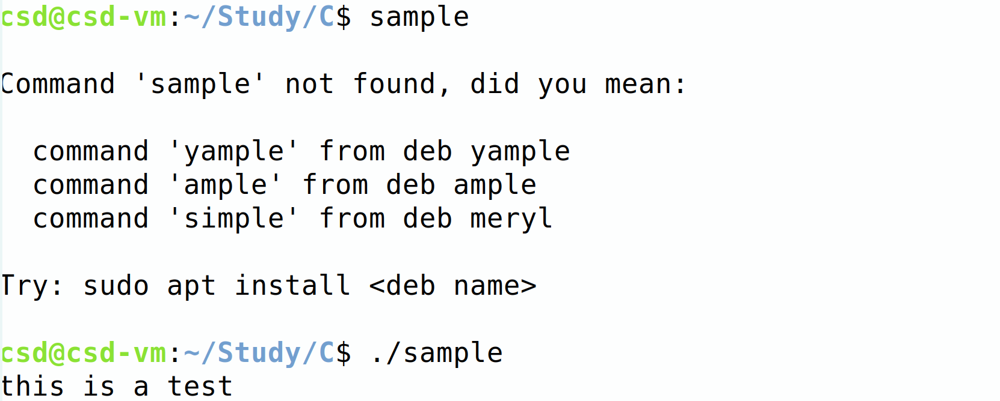 csd@csd-vm:~/Study/C$ sample
Command 'sample' not found, did you mean:
command 'yample' from deb yample
command 'ample' from deb ample
command 'simple' from deb meryl
Try: sudo apt install <deb name>
csd@csd-vm:~/Study/C$ ./sample
this is a test